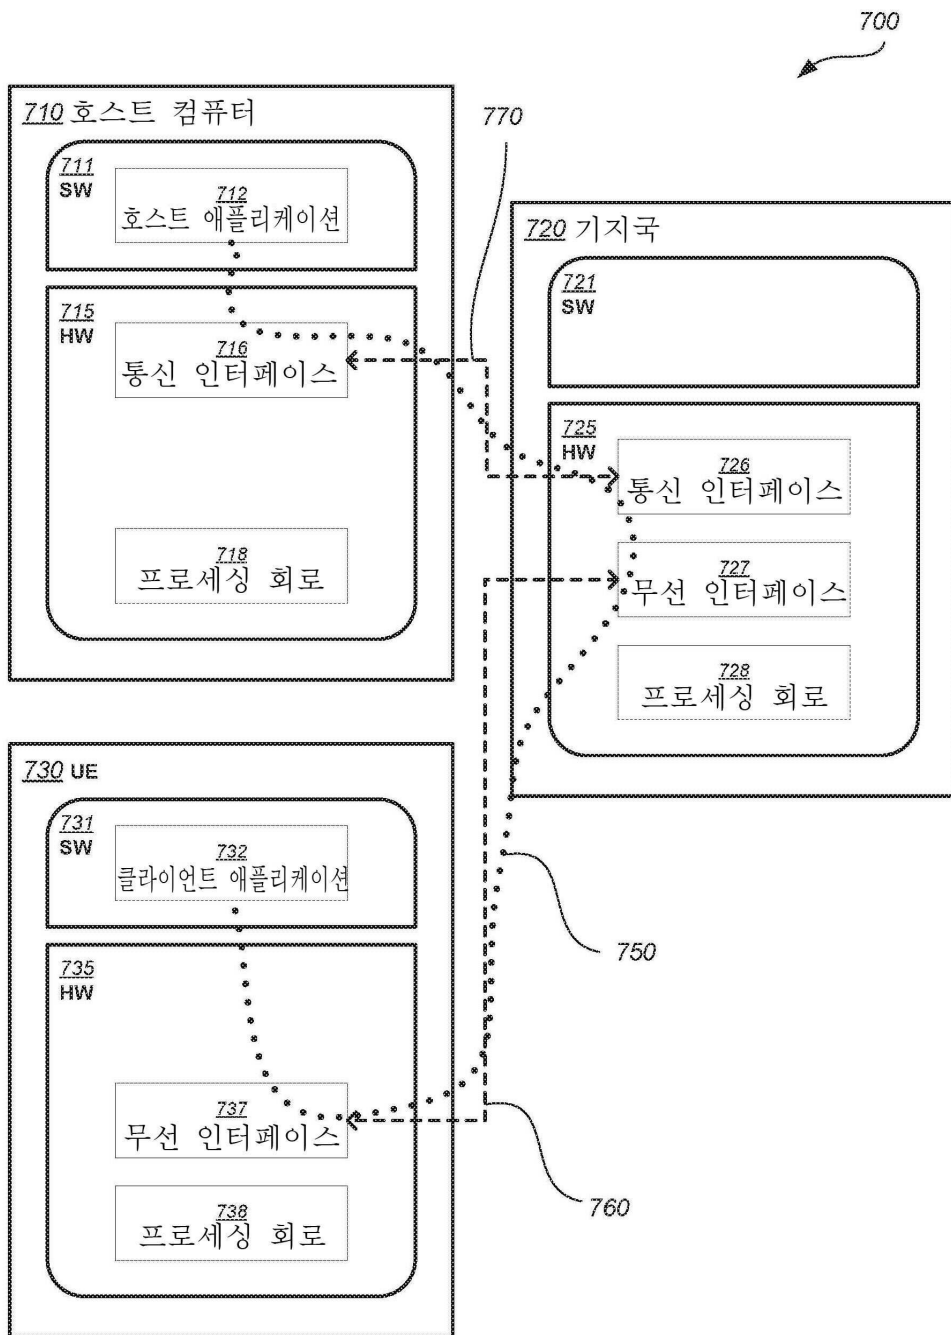 700
710 호스트 컴퓨터
711
SW
712
호스트 애플리케이션
715
HW
716
통신 인터페이스
718
프로세싱 회로
770
720 기지국
721
SW
725
HW
726
통신 인터페이스
727
무선 인터페이스
728
프로세싱 회로
730 UE
731
SW
732
클라이언트 애플리케이션
735
HW
737
무선 인터페이스
738
프로세싱 회로
750
760